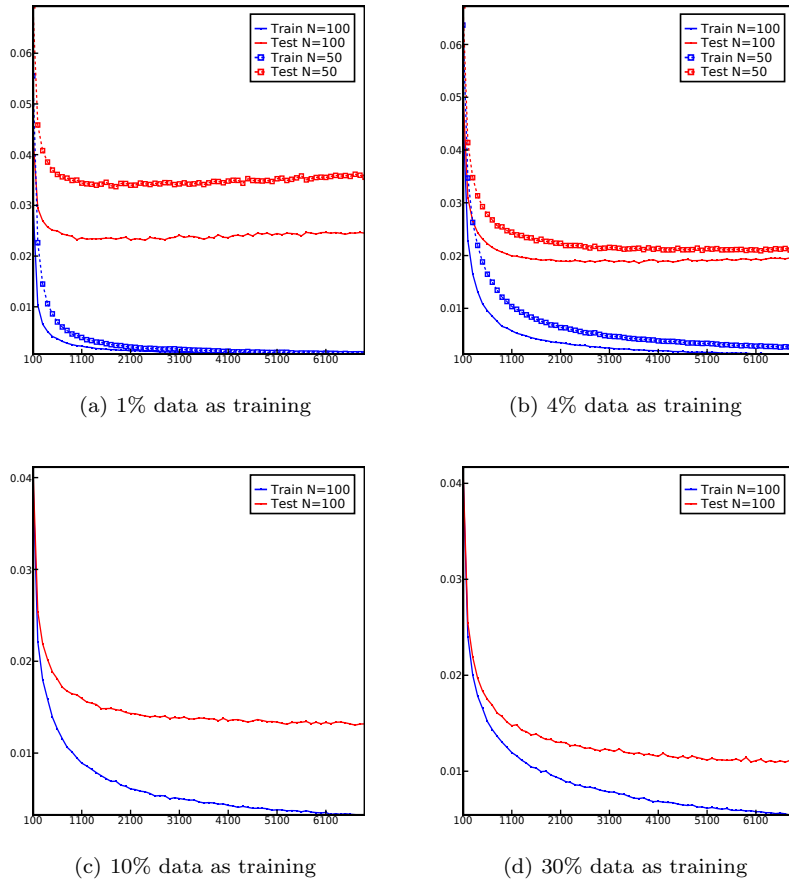 0.06
0.05
0.04
0.03
0.02
0.01
100 1100 2100 3100 4100 5100 6100
Train N=100
Test N=100
Train N=50
Test N=50
(a) 1% data as training
0.06
0.05
0.04
0.03
0.02
0.01
100 1100 2100 3100 4100 5100 6100
Train N=100
Test N=100
Train N=50
Test N=50
(b) 4% data as training
0.04
0.03
0.02
0.01
100 1100 2100 3100 4100 5100 6100
Train N=100
Test N=100
(c) 10% data as training
0.04
0.03
0.02
0.01
100 1100 2100 3100 4100 5100 6100
Train N=100
Test N=100
(d) 30% data as training